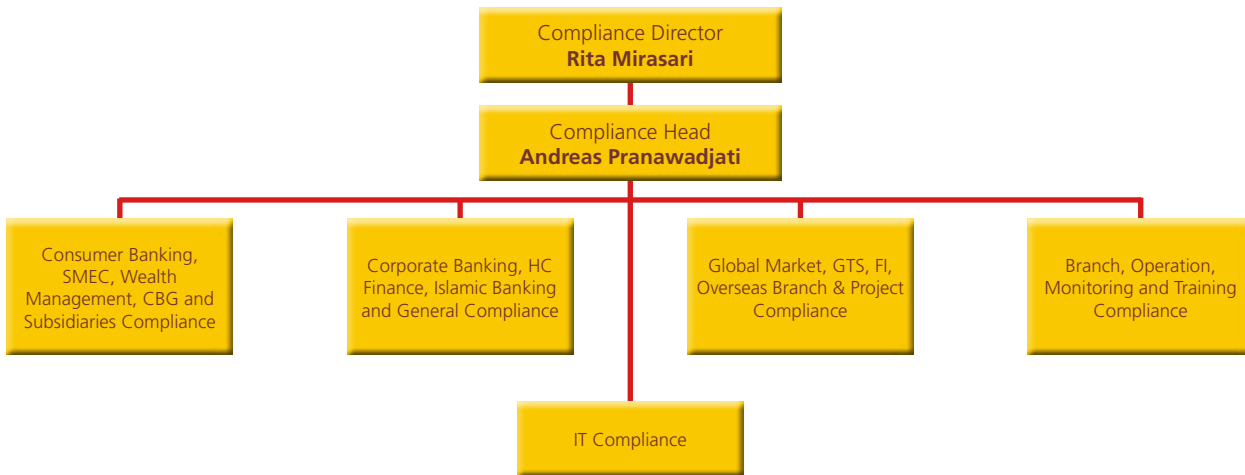 Compliance Director
Rita Mirasari
Compliance Head
Andreas Pranawadjati
Consumer Banking,
SMEC, Wealth
Management, CBG and
Subsidiaries Compliance
Corporate Banking, HC
Finance, Islamic Banking
and General Compliance
Global Market, GTS, FI,
Overseas Branch & Project
Compliance
Branch, Operation,
Monitoring and Training
Compliance
IT Compliance